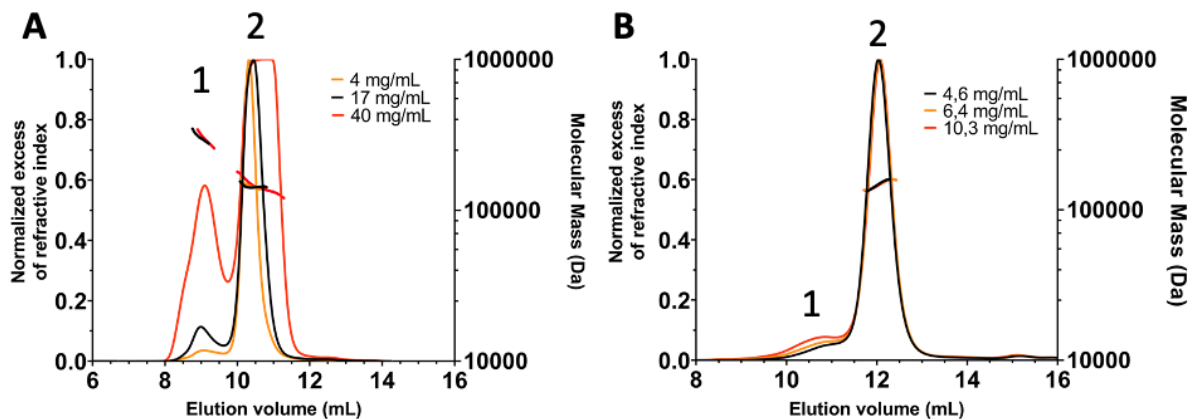 A
1
2
Normalized excess
of refractive index
1.0
0.8
0.6
0.4
0.2
0.0
4 mg/mL
17 mg/mL
40 mg/mL
1000000
100000
10000
Molecular Mass (Da)
6 8 10 12 14 16
Elution volume (mL)
B
1
2
Normalized excess
of refractive index
1.0
0.8
0.6
0.4
0.2
0.0
4,6 mg/mL
6,4 mg/mL
10,3 mg/mL
1000000
100000
10000
Molecular Mass (Da)
8 10 12 14 16
Elution volume (mL)